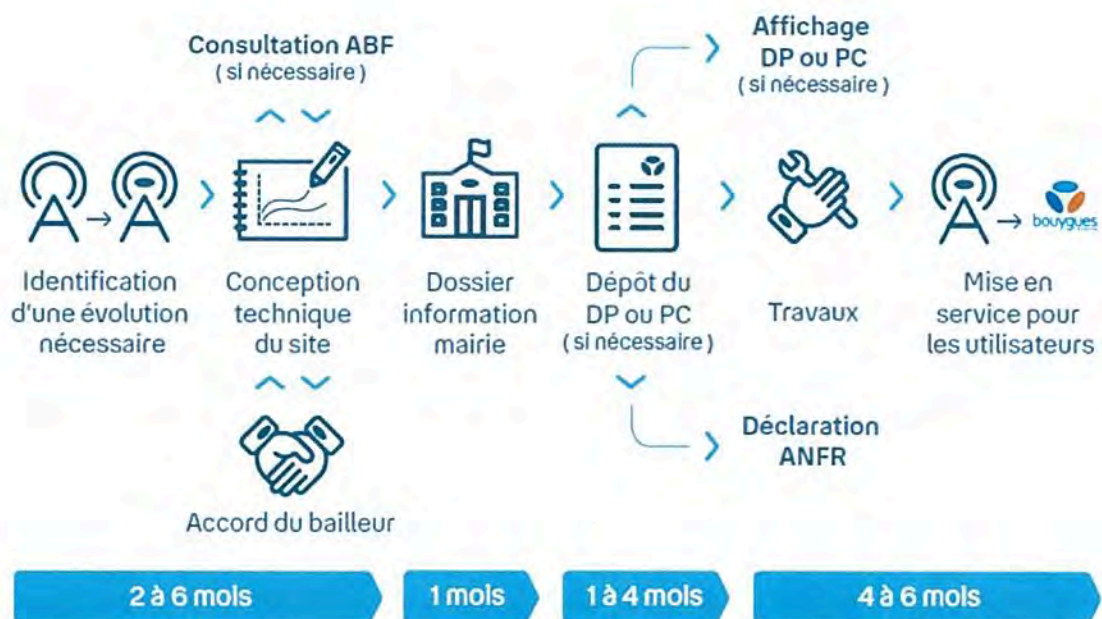 Consultation ABF
( si nécessaire )
Affichage
DP ou PC
( si nécessaire )
bouygues
Identification
d'une évolution
nécessaire
Conception
technique
du site
Dossier
information
mairie
Dépôt du
DP ou PC
( si nécessaire )
Travaux
Mise en
service pour
les utilisateurs
Déclaration
ANFR
Accord du bailleur
2 à 6 mois
1 mois
1 à 4 mois
4 à 6 mois